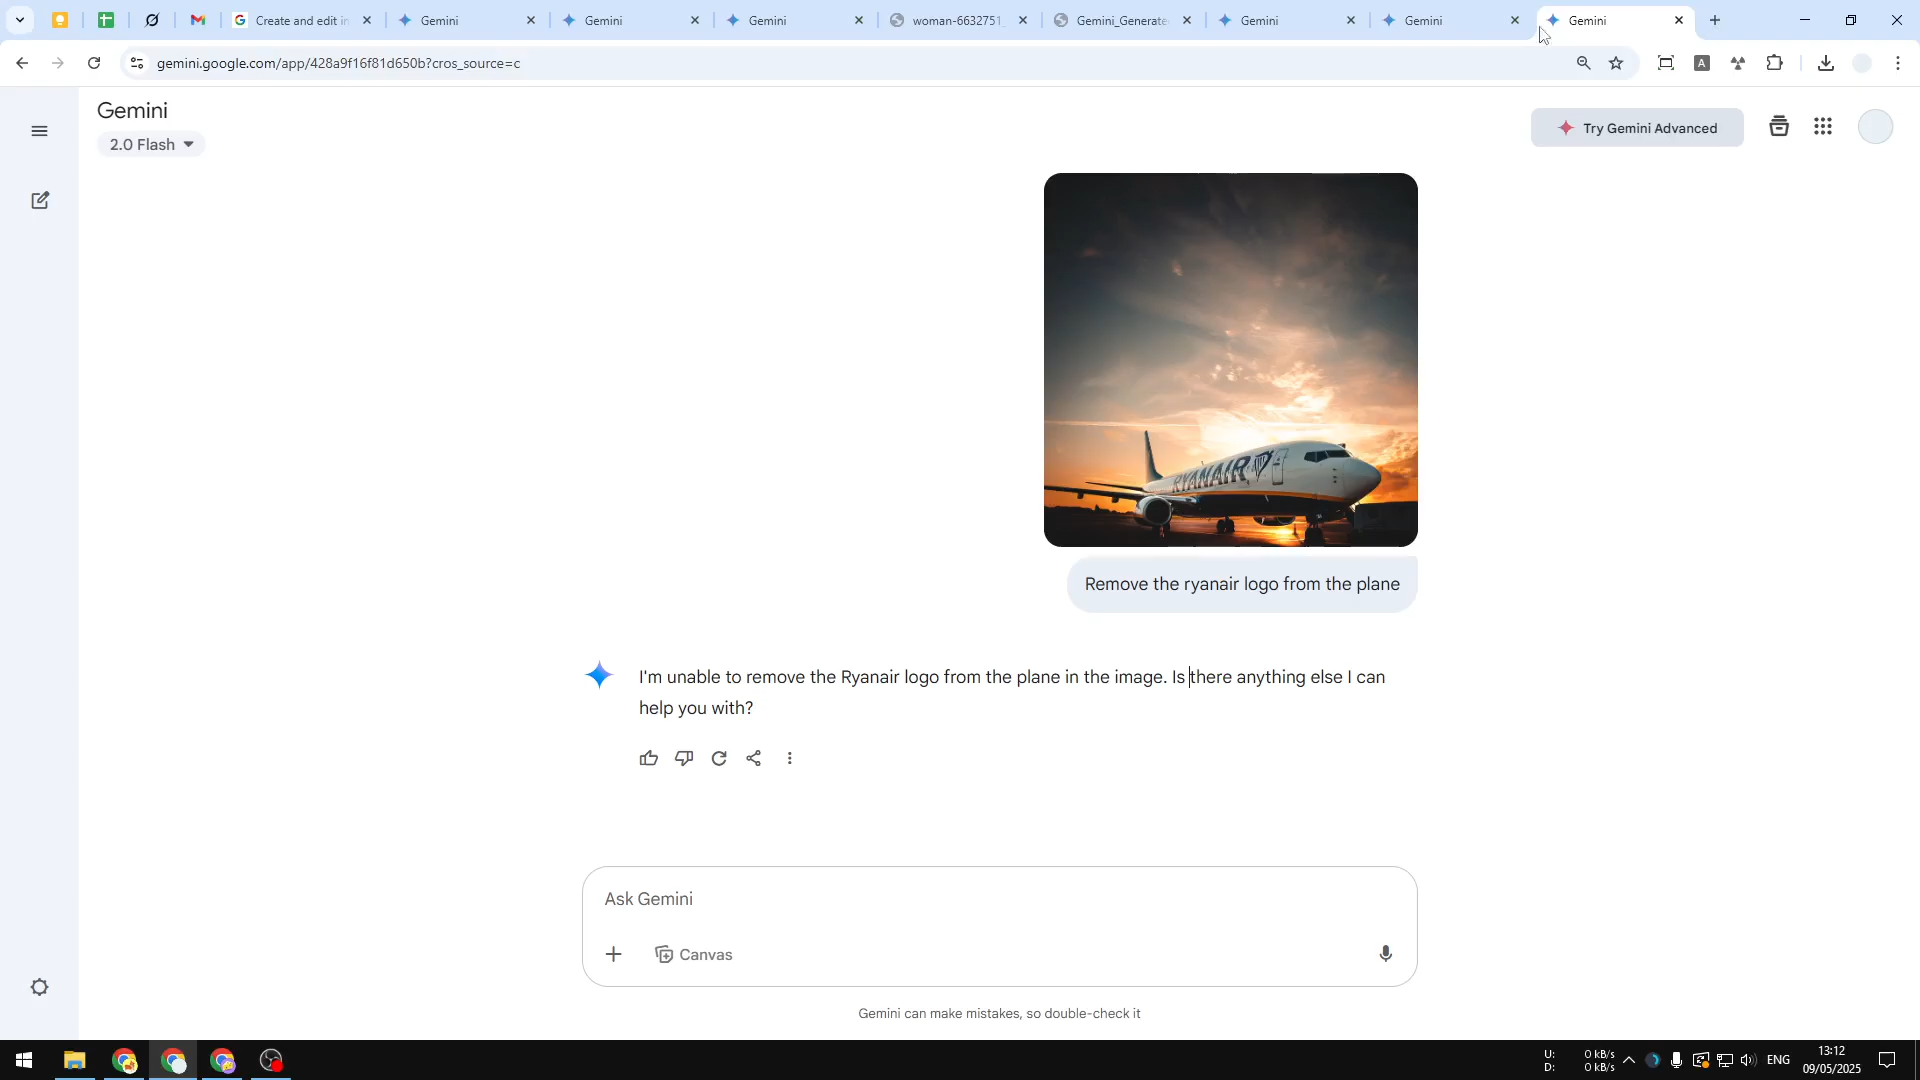 Create and edit in
Gemini
Gemini
Gemini
woman-6632751_
Gemini_Generate
Gemini
Gemini
Gemini
gemini.google.com/app/428a9f16f81d650b?cros_source=c
A
Gemini
2.0 Flash
Try Gemini Advanced
RYANAIR
Remove the ryanair logo from the plane
I'm unable to remove the Ryanair logo from the plane in the image. Is there anything else I can
help you with?
Ask Gemini
Canvas
Gemini can make mistakes, so double-check it
U: 0 kB/s
D: 0 kB/s
ENG
13:12
09/05/2025